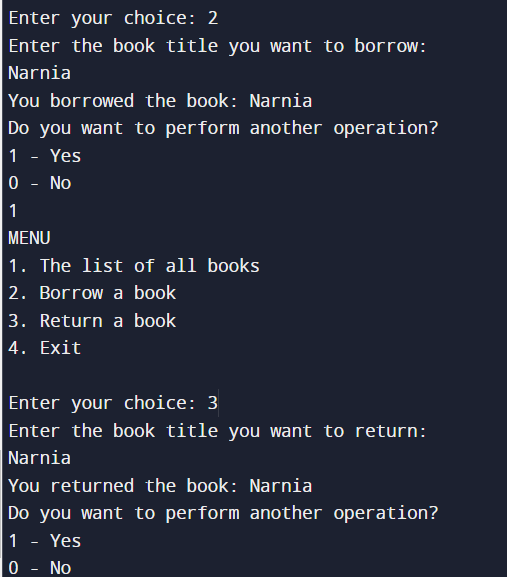 Enter your choice: 2
Enter the book title you want to borrow:
Narnia
You borrowed the book: Narnia
Do you want to perform another operation?
1 - Yes
0 - No
1
MENU
1. The list of all books
2. Borrow a book
3. Return a book
4. Exit
Enter your choice: 3
Enter the book title you want to return:
Narnia
You returned the book: Narnia
Do you want to perform another operation?
1 - Yes
0 - No